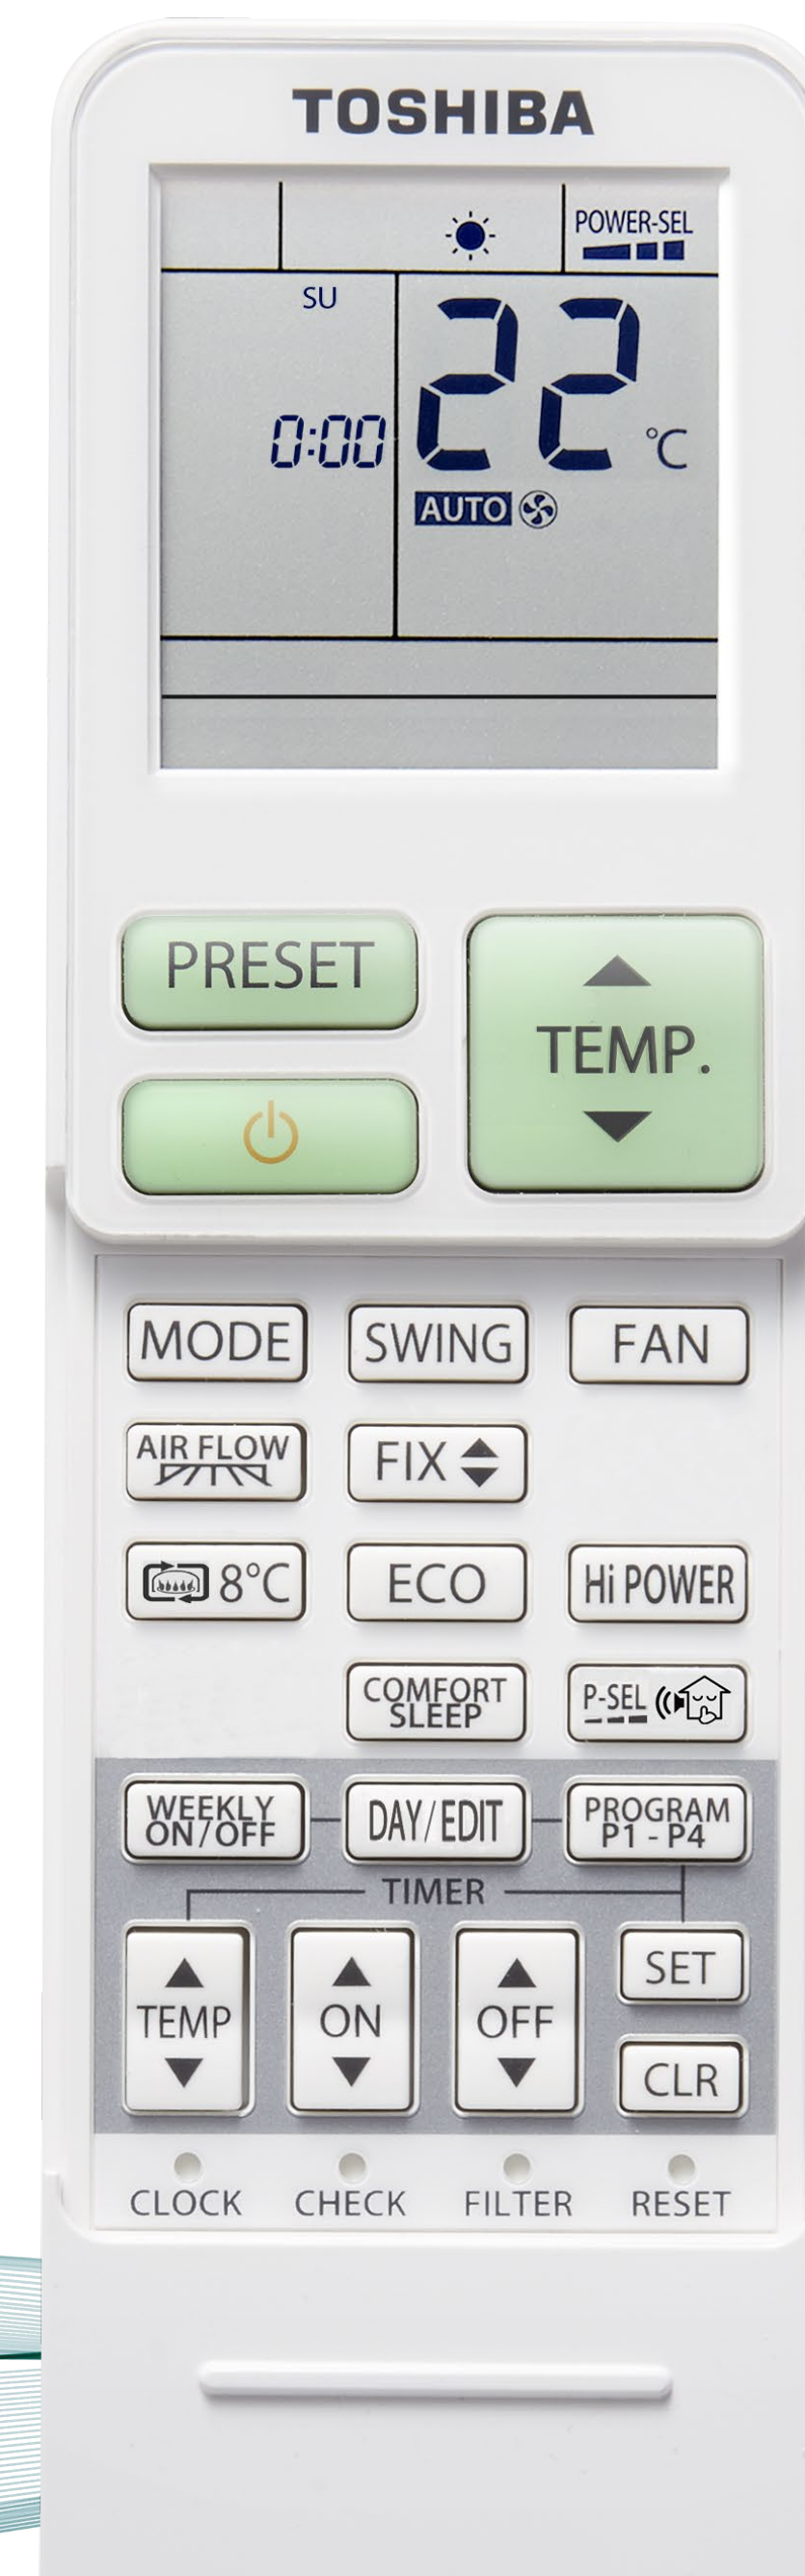 TOSHIBA
POWER-SEL
SU
22 °C
0:00
AUTO
PRESET
TEMP.
MODE SWING FAN
AIR FLOW FIX
8°C ECO Hi POWER
COMFORT
SLEEP
P-SEL
WEEKLY
ON/OFF
DAY/EDIT
PROGRAM
P1 - P4
TIMER
TEMP ON OFF SET
CLR
CLOCK CHECK FILTER RESET